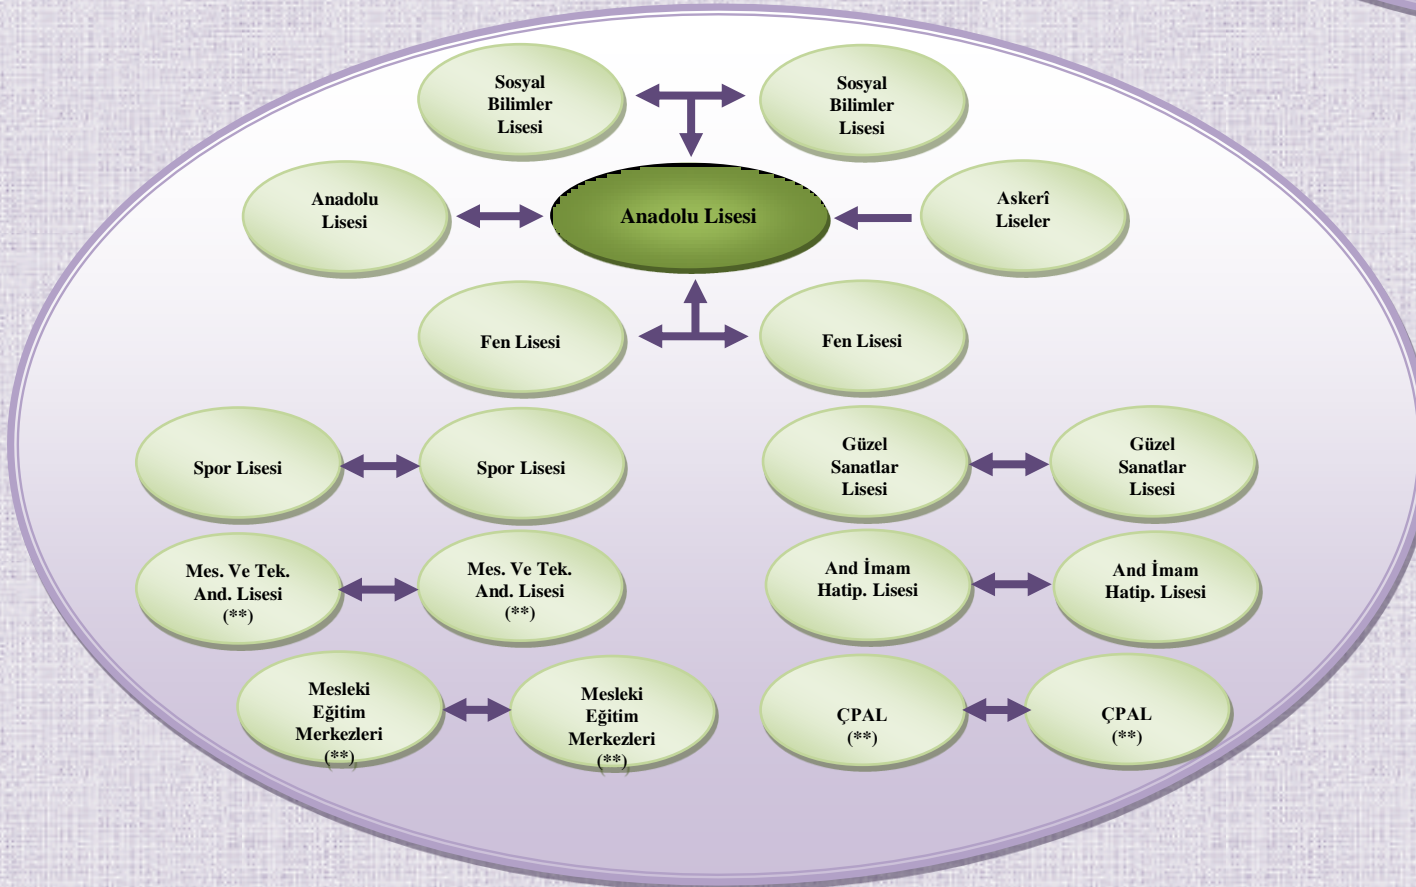 Sosyal
Bilimler
Lisesi
Sosyal
Bilimler
Lisesi
Anadolu
Lisesi
Anadolu Lisesi
Askerî
Liseler
Fen Lisesi
Fen Lisesi
Spor Lisesi
Spor Lisesi
Güzel
Sanatlar
Lisesi
Güzel
Sanatlar
Lisesi
Mes. Ve Tek.
And. Lisesi
(**)
Mes. Ve Tek.
And. Lisesi
(**)
And İmam
Hatip. Lisesi
And İmam
Hatip. Lisesi
Mesleki
Eğitim
Merkezleri
(**)
Mesleki
Eğitim
Merkezleri
(**)
ÇPAL
(**)
ÇPAL
(**)